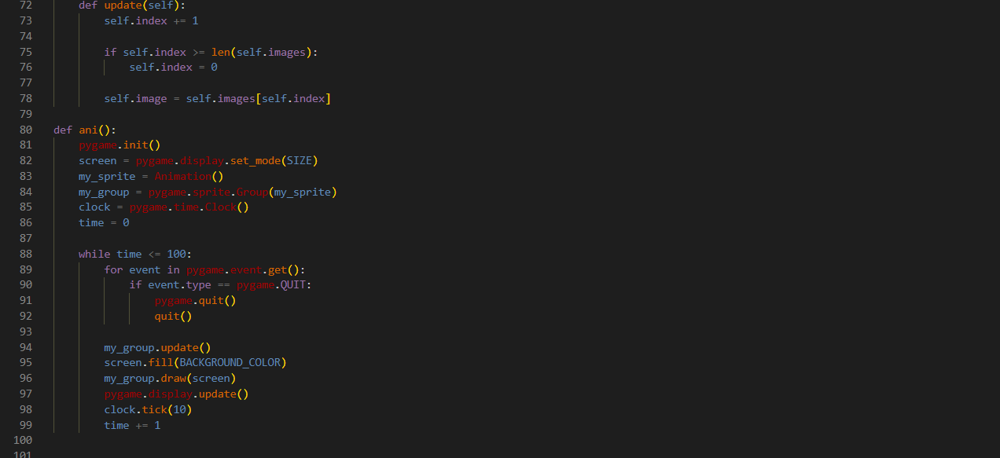 72 def update(self):
73 self.index += 1
74
75 if self.index >= len(self.images):
76 self.index = 0
77
78 self.image = self.images[self.index]
79
80 def ani():
81 pygame.init()
82 screen = pygame.display.set_mode(SIZE)
83 my_sprite = Animation()
84 my_group = pygame.sprite.Group(my_sprite)
85 clock = pygame.time.Clock()
86 time = 0
87
88 while time <= 100:
89 for event in pygame.event.get():
90 if event.type == pygame.QUIT:
91 pygame.quit()
92 quit()
93
94 my_group.update()
95 screen.fill(BACKGROUND_COLOR)
96 my_group.draw(screen)
97 pygame.display.update()
98 clock.tick(10)
99 time += 1
100
101